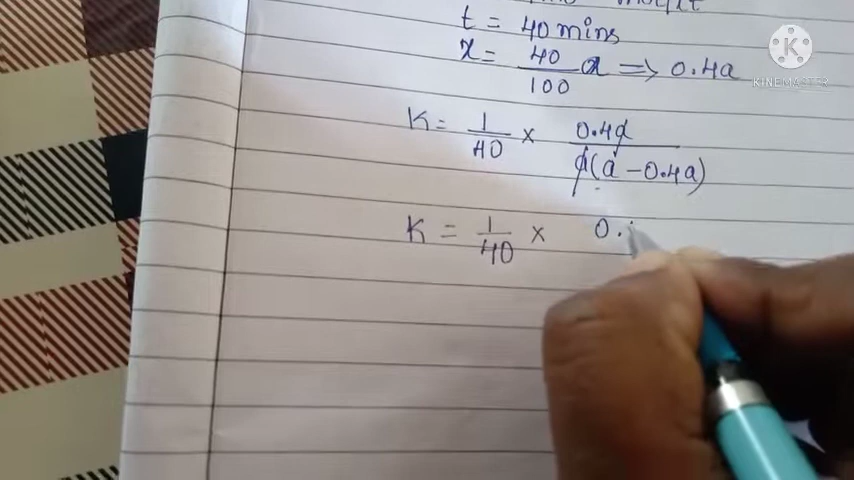 t = 40 mins
x = 40/100 a => 0.4a
K = 1/40 × 0.4a/a(a - 0.4a)
K = 1/40 × 0.
K
KINEMASTER